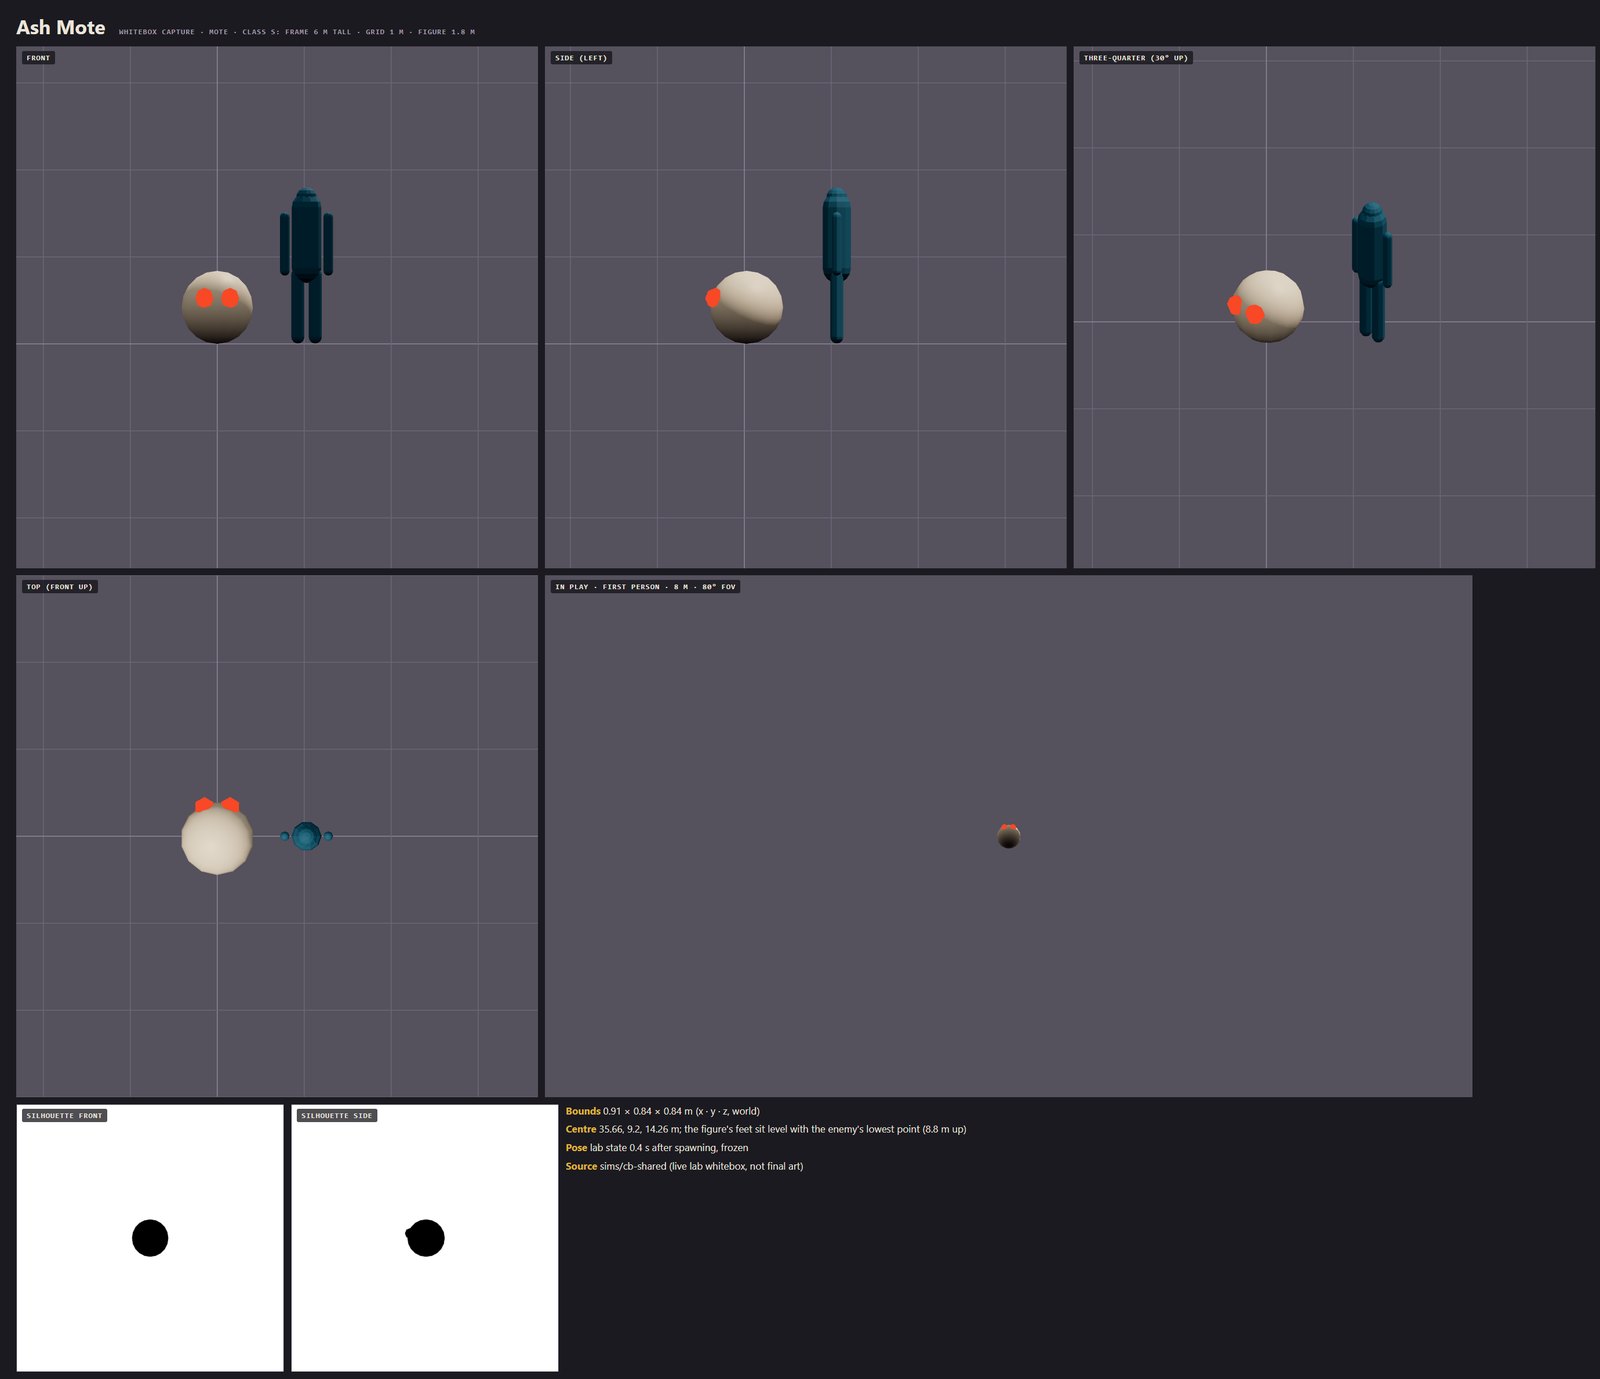 Ash Mote
WHITEBOX CAPTURE · MOTE · CLASS S: FRAME 6 M TALL · GRID 1 M · FIGURE 1.8 M
FRONT
SIDE (LEFT)
THREE-QUARTER (30° UP)
TOP (FRONT UP)
IN PLAY · FIRST PERSON · 8 M · 80° FOV
SILHOUETTE FRONT
SILHOUETTE SIDE
Bounds 0.91 × 0.84 × 0.84 m (x · y · z, world)
Centre 35.66, 9.2, 14.26 m; the figure's feet sit level with the enemy's lowest point (8.8 m up)
Pose lab state 0.4 s after spawning, frozen
Source sims/cb-shared (live lab whitebox, not final art)